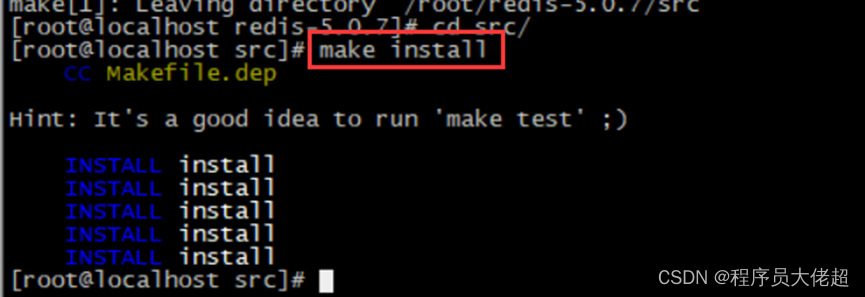 make[1]: Leaving directory `/root/redis-5.0.7/src'
[root@localhost redis-5.0.7]# cd src/
[root@localhost src]# make install
CC Makefile.dep
Hint: It's a good idea to run 'make test' ;)
INSTALL install
INSTALL install
INSTALL install
INSTALL install
INSTALL install
[root@localhost src]#
CSDN @程序员大佬超